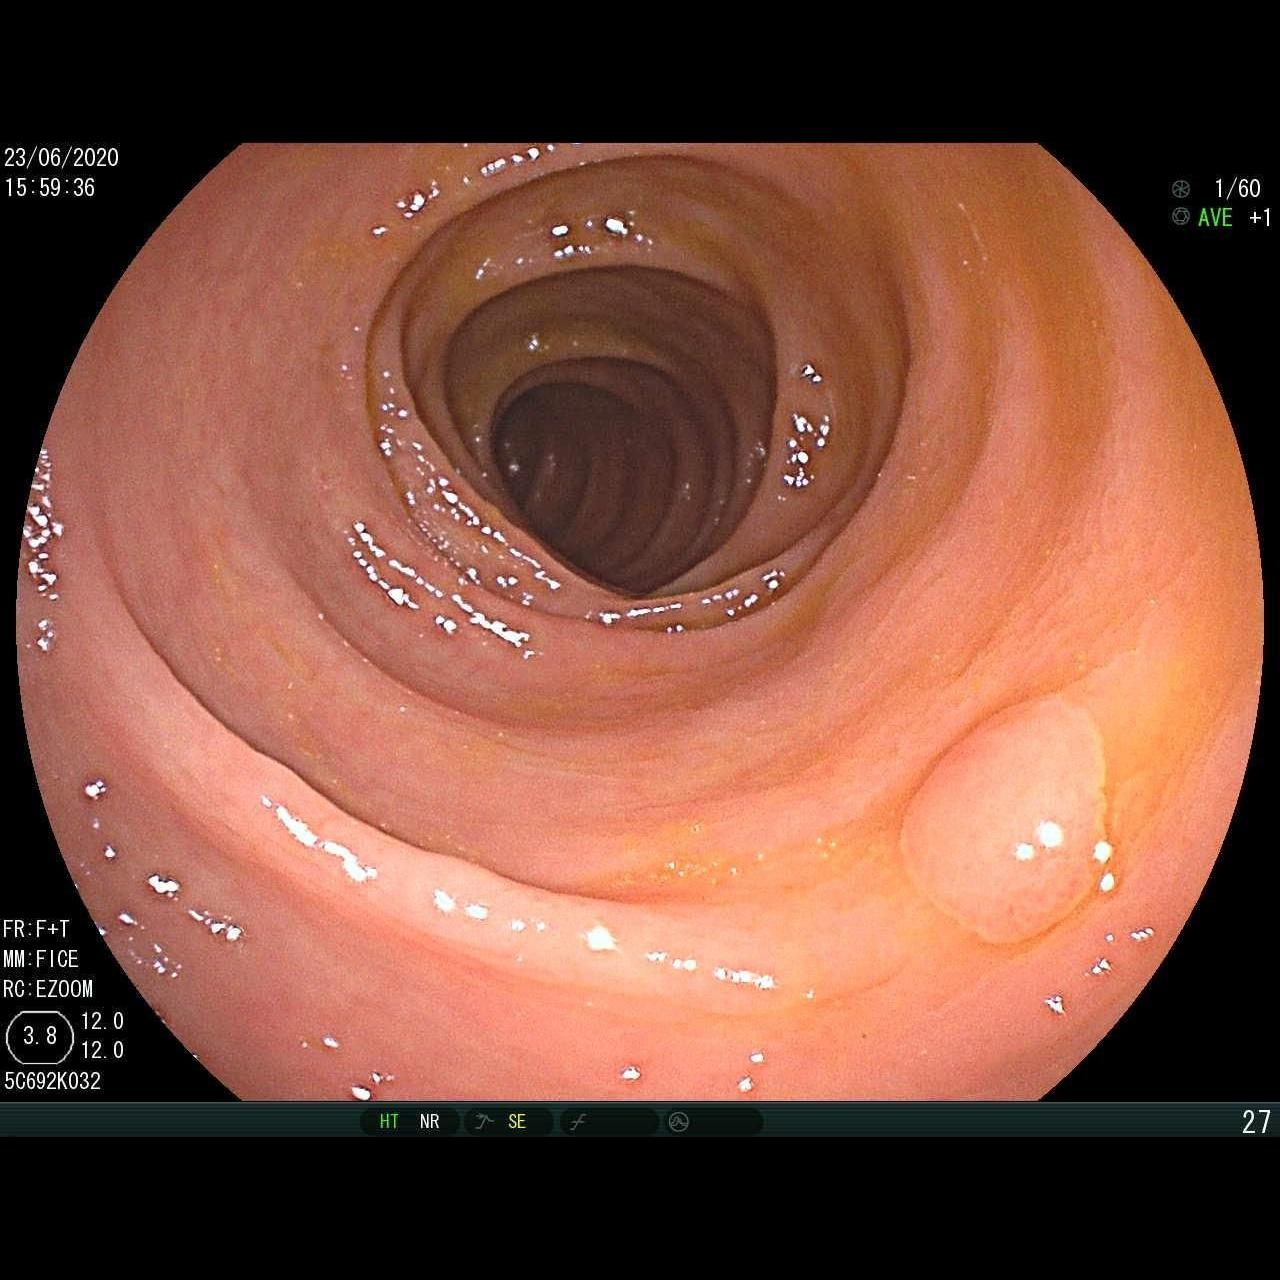 23/06/2020
15:59:36
1/60
AVE +1
FR:F+T
MM:FICE
RC:EZOOM
3.8 12.0
12.0
5C692K032
HT NR SE
27